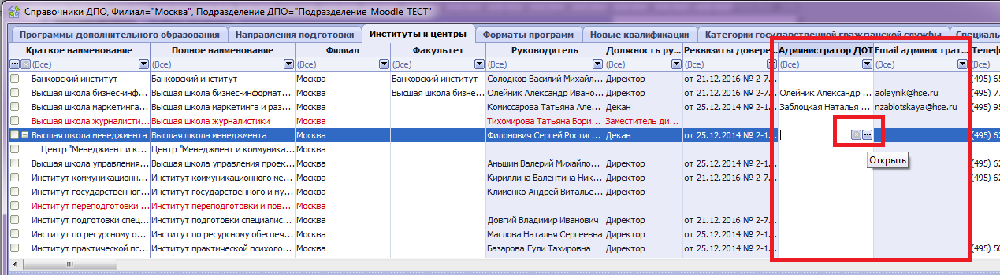 Справочники ДПО, Филиал="Москва", Подразделение ДПО="Подразделение_Moodle_ТЕСТ"
Программы дополнительного образования Направления подготовки Институты и центры Форматы программ Новые квалификации Категории государственной гражданской службы Специаль
Краткое наименование Полное наименование Филиал Факультет Руководитель Должность ру... Реквизиты довере... Администратор ДОТ Email администрат... Телеф
(Все) (Все) (Все) (Все) (Все) (Все) (Все) (Все) (Все) (Все)
Банковский институт Банковский институт Москва Банковский институт Солодков Василий Михайл... Директор от 21.12.2016 № 2-7... (495) 65
Высшая школа бизнес-инфор... Высшая школа бизнес-информат... Москва Высшая школа бизне... Олейник Александр Ивано... Директор от 21.12.2016 № 2-7... Олейник Александр ... aoleynik@hse.ru (495) 77
Высшая школа маркетинга... Высшая школа маркетинга и раз... Москва Комиссарова Татьяна Але... Декан от 25.12.2014 № 2-1... Заблоцкая Наталья ... nzablotskaya@hse.ru (495) 95
Высшая школа журналисти... Высшая школа журналистики Москва Тихомирова Татьяна Бори... Заместитель ди...
Высшая школа менеджмента Высшая школа менеджмента Москва Филонович Сергей Ростис... Декан от 25.12.2014 № 2-1... (495) 62
Центр "Менеджмент и к... Центр "Менеджмент и коммуника... Москва
Открыть
Высшая школа управления... Высшая школа управления проек... Москва Аньшин Валерий Михайло... Директор от 25.12.2014 № 2-1... (495) 62
Институт коммуникационн... Институт коммуникационного ме... Москва Кириллина Валентина Ник... Директор от 21.12.2016 № 2-7... (495) 62
Институт государственног... Институт государственного и му... Москва Клименко Андрей Виталье... Директор
Институт переподготовки ... Институт переподготовки и пов... Москва
Институт подготовки спец... Институт подготовки специалис... Москва Довгий Владимир Иванович Директор от 21.12.2016 № 2-7...
Институт по ресурсному о... Институт по ресурсному обеспеч... Москва Маслова Наталья Сергеевна Директор от 25.12.2014 № 2-1...
Институт практической пс... Институт практической психоло... Москва Базарова Гули Тахировна Директор от 25.12.2014 № 2-1... (495) 50